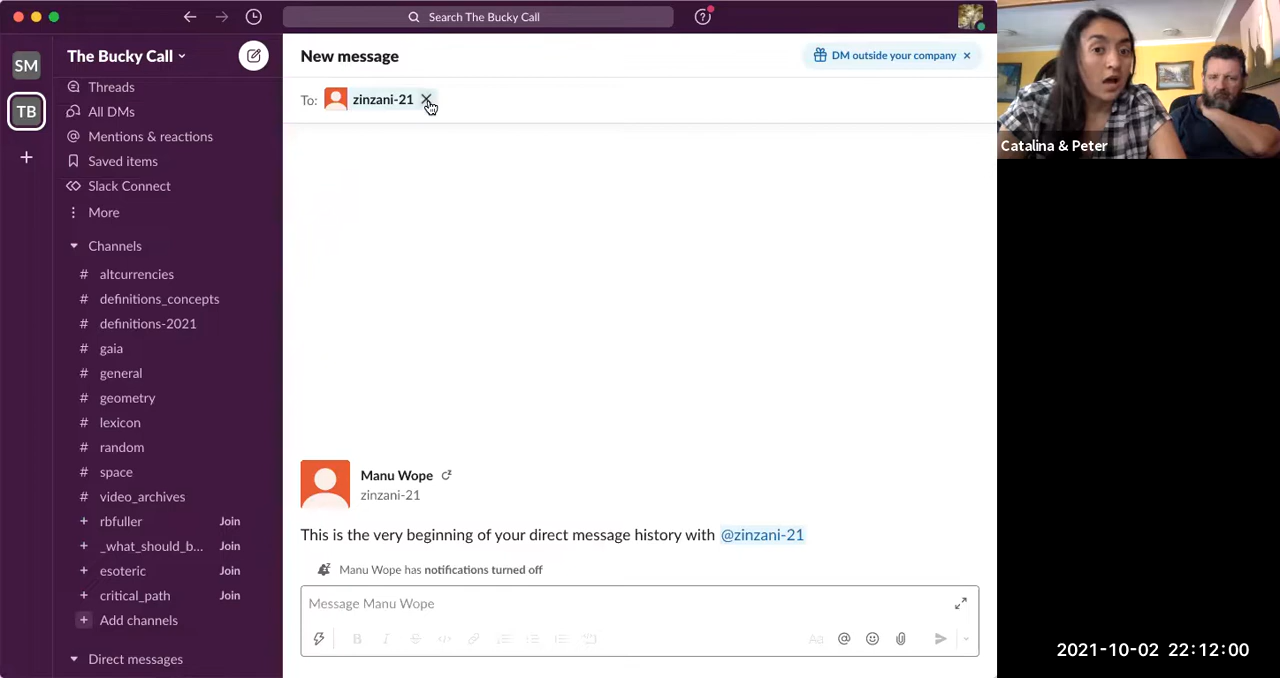 Search The Bucky Call
SM
TB
The Bucky Call
Threads
All DMs
Mentions & reactions
Saved items
Slack Connect
More
Channels
# altcurrencies
# definitions_concepts
# definitions-2021
# gaia
# general
# geometry
# lexicon
# random
# space
# video_archives
+ rbfuller Join
+ _what_should_b... Join
+ esoteric Join
+ critical_path Join
+ Add channels
Direct messages
New message
DM outside your company
To: zinzani-21
Manu Wope
zinzani-21
This is the very beginning of your direct message history with @zinzani-21
Manu Wope has notifications turned off
Message Manu Wope
Catalina & Peter
2021-10-02 22:12:00